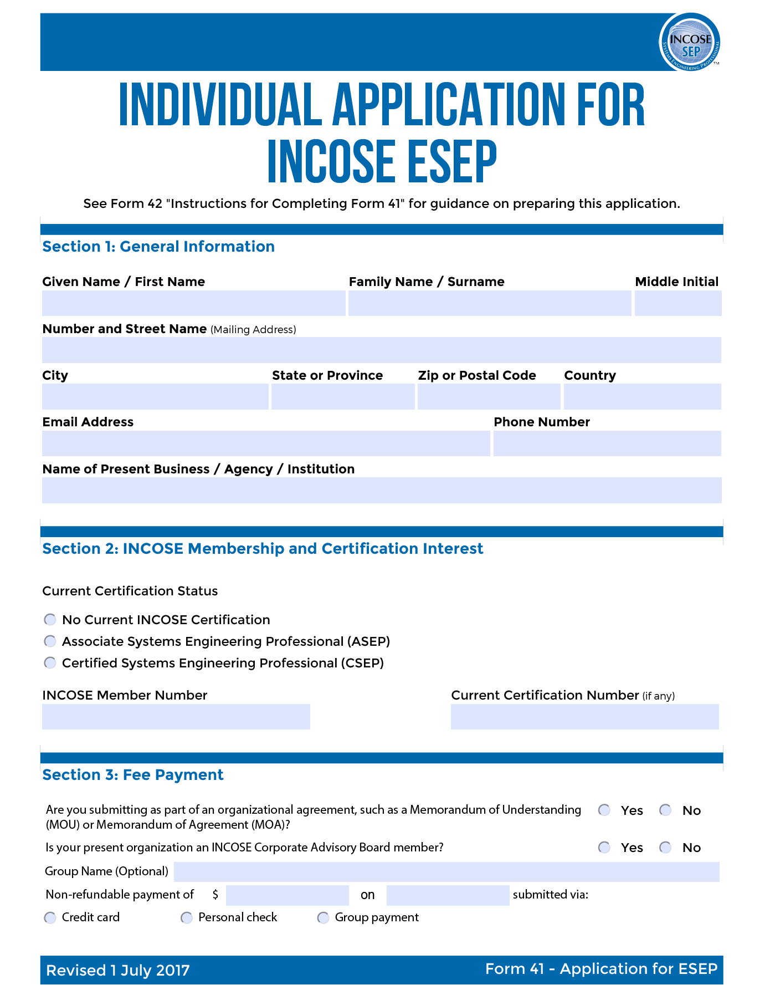 INCOSE
SEP
SYSTEMS ENGINEERING PROFESSIONAL
™
INDIVIDUAL APPLICATION FOR
INCOSE ESEP
See Form 42 "Instructions for Completing Form 41" for guidance on preparing this application.
Section 1: General Information
Given Name / First Name Family Name / Surname Middle Initial
Number and Street Name (Mailing Address)
City State or Province Zip or Postal Code Country
Email Address Phone Number
Name of Present Business / Agency / Institution
Section 2: INCOSE Membership and Certification Interest
Current Certification Status
No Current INCOSE Certification
Associate Systems Engineering Professional (ASEP)
Certified Systems Engineering Professional (CSEP)
INCOSE Member Number Current Certification Number (if any)
Section 3: Fee Payment
Are you submitting as part of an organizational agreement, such as a Memorandum of Understanding Yes No
(MOU) or Memorandum of Agreement (MOA)?
Is your present organization an INCOSE Corporate Advisory Board member? Yes No
Group Name (Optional)
Non-refundable payment of $ on submitted via:
Credit card Personal check Group payment
Revised 1 July 2017 Form 41 - Application for ESEP